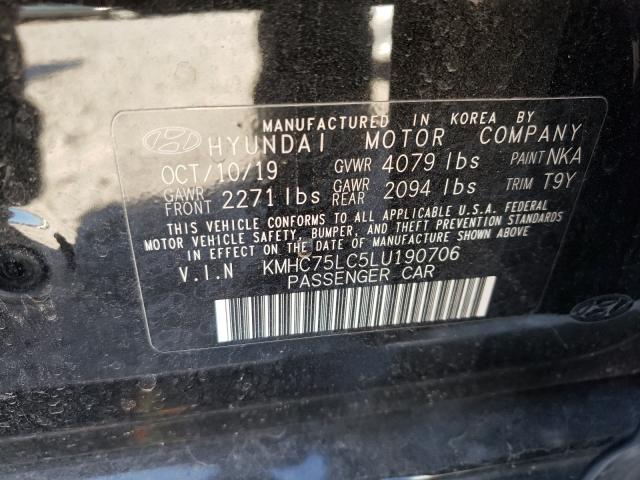 MANUFACTURED IN KOREA BY
HYUNDAI MOTOR COMPANY
OCT/10/19 GVWR 4079 lbs PAINT NKA
GAWR FRONT 2271 lbs GAWR REAR 2094 lbs TRIM T9Y
THIS VEHICLE CONFORMS TO ALL APPLICABLE U.S.A. FEDERAL
MOTOR VEHICLE SAFETY, BUMPER, AND THEFT PREVENTION STANDARDS
IN EFFECT ON THE DATE OF MANUFACTURE SHOWN ABOVE.
V.I.N KMHC75LC5LU190706
PASSENGER CAR